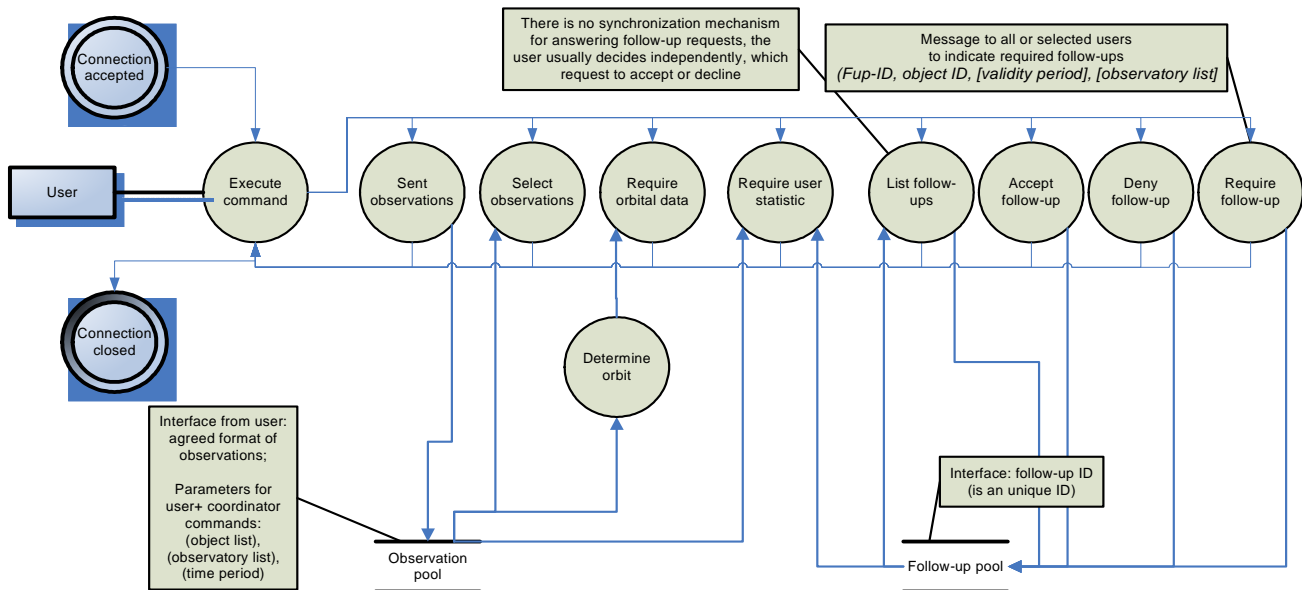 There is no synchronization mechanism
for answering follow-up requests, the
user usually decides independently, which
request to accept or decline
Message to all or selected users
to indicate required follow-ups
(Fup-ID, object ID, [validity period], [observatory list]
Connection
accepted
User
Execute
command
Sent
observations
Select
observations
Require
orbital data
Require user
statistic
List follow-
ups
Accept
follow-up
Deny
follow-up
Require
follow-up
Connection
closed
Determine
orbit
Interface from user:
agreed format of
observations;
Parameters for
user+ coordinator
commands:
(object list),
(observatory list),
(time period)
Interface: follow-up ID
(is an unique ID)
Observation
pool
Follow-up pool